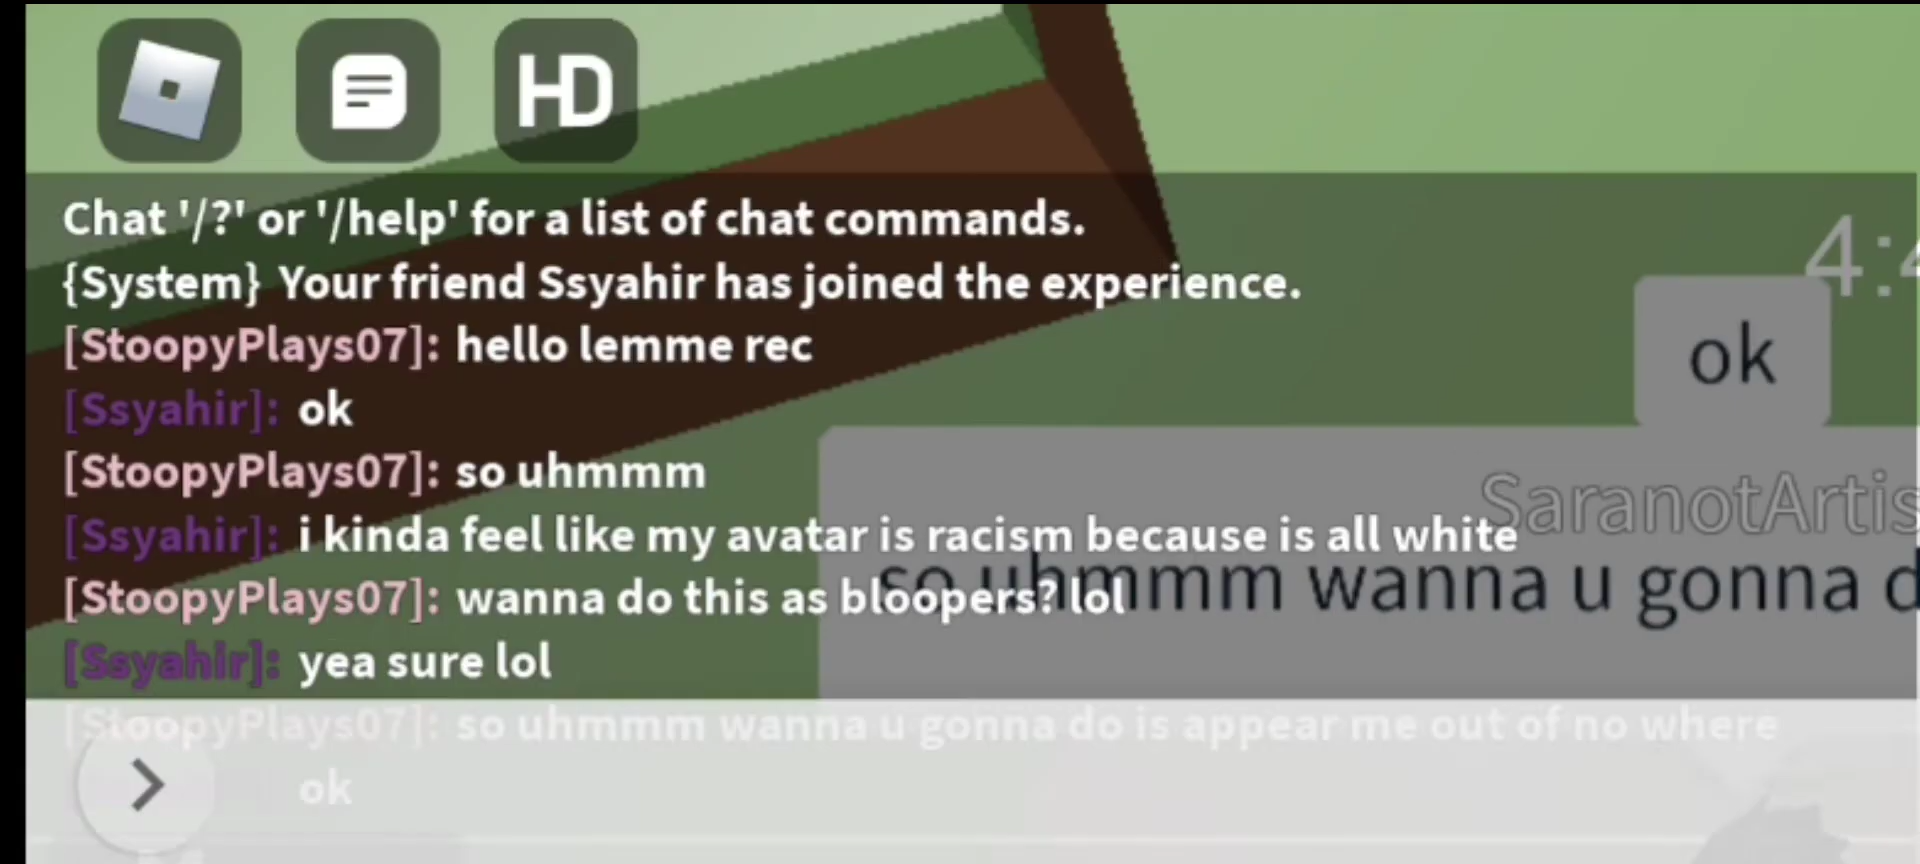 HD
Chat '/?' or '/help' for a list of chat commands.
{System} Your friend Ssyahir has joined the experience.
[StoopyPlays07]: hello lemme rec
[Ssyahir]: ok
[StoopyPlays07]: so uhmmm
[Ssyahir]: i kinda feel like my avatar is racism because is all white
[StoopyPlays07]: wanna do this as bloopers? lol
[Ssyahir]: yea sure lol
[StoopyPlays07]: so uhmmm wanna u gonna do is appear me out of no where
ok
4:4
ok
SaranotArtis
so uhmmm wanna u gonna d